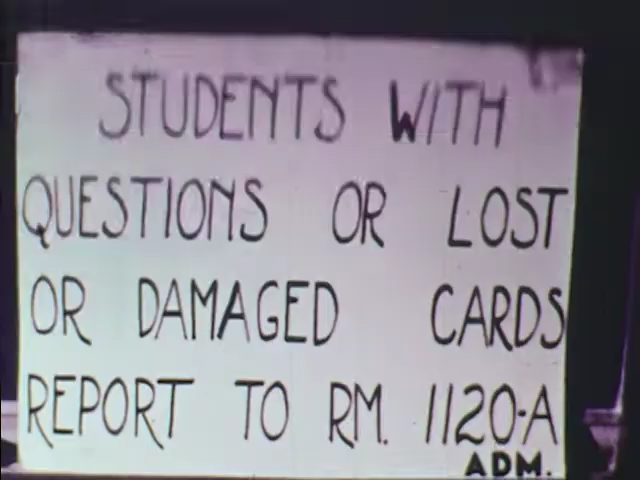 STUDENTS WITH
QUESTIONS OR LOST
OR DAMAGED CARDS
REPORT TO RM. 1120-A
ADM.